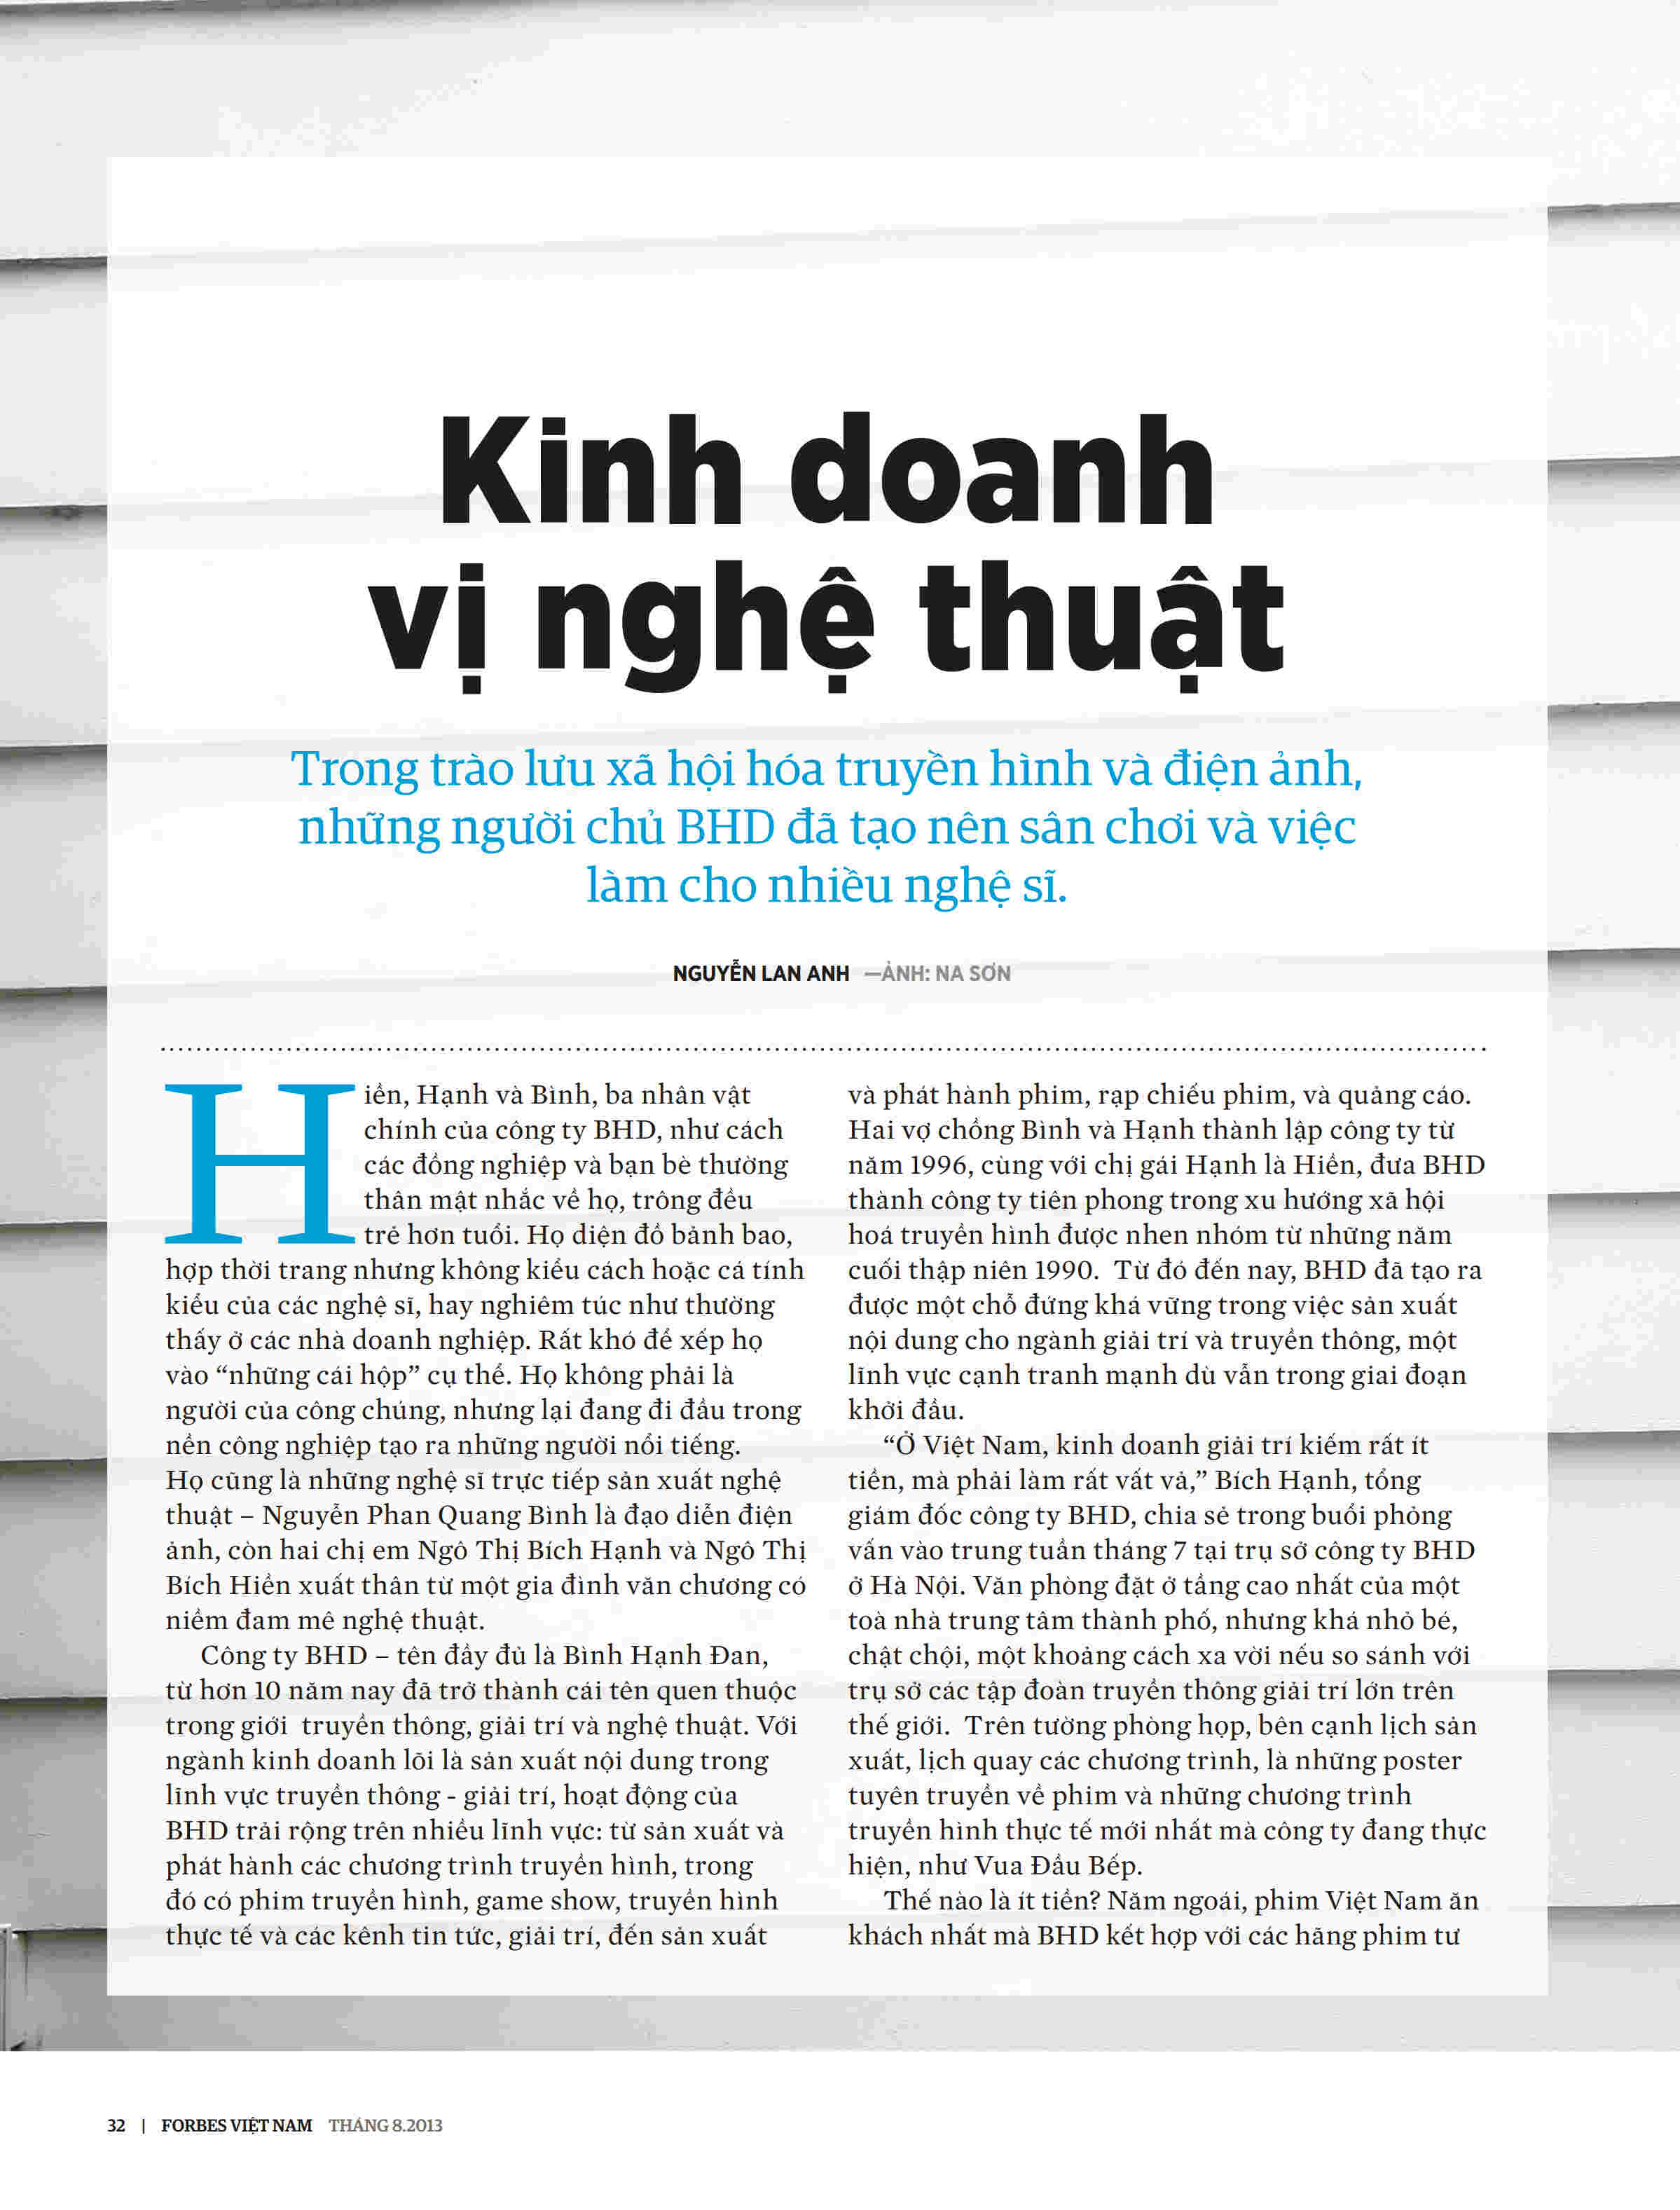 Kinh doanh
vị nghệ thuật
Trong trào lưu xã hội hóa truyền hình và điện ảnh,
những người chủ BHD đã tạo nên sân chơi và việc
làm cho nhiều nghệ sĩ.
NGUYỄN LAN ANH —ẢNH: NA SƠN
Hiền, Hạnh và Bình, ba nhân vật
chính của công ty BHD, như cách
các đồng nghiệp và bạn bè thường
thân mật nhắc về họ, trông đều
trẻ hơn tuổi. Họ diện đồ bảnh bao,
hợp thời trang nhưng không kiểu cách hoặc cá tính
kiểu của các nghệ sĩ, hay nghiêm túc như thường
thấy ở các nhà doanh nghiệp. Rất khó để xếp họ
vào “những cái hộp” cụ thể. Họ không phải là
người của công chúng, nhưng lại đang đi đầu trong
nền công nghiệp tạo ra những người nổi tiếng.
Họ cũng là những nghệ sĩ trực tiếp sản xuất nghệ
thuật – Nguyễn Phan Quang Bình là đạo diễn điện
ảnh, còn hai chị em Ngô Thị Bích Hạnh và Ngô Thị
Bích Hiền xuất thân từ một gia đình văn chương có
niềm đam mê nghệ thuật.
Công ty BHD – tên đầy đủ là Bình Hạnh Đan,
từ hơn 10 năm nay đã trở thành cái tên quen thuộc
trong giới truyền thông, giải trí và nghệ thuật. Với
ngành kinh doanh lõi là sản xuất nội dung trong
lĩnh vực truyền thông - giải trí, hoạt động của
BHD trải rộng trên nhiều lĩnh vực: từ sản xuất và
phát hành các chương trình truyền hình, trong
đó có phim truyền hình, game show, truyền hình
thực tế và các kênh tin tức, giải trí, đến sản xuất
và phát hành phim, rạp chiếu phim, và quảng cáo.
Hai vợ chồng Bình và Hạnh thành lập công ty từ
năm 1996, cùng với chị gái Hạnh là Hiền, đưa BHD
thành công ty tiên phong trong xu hướng xã hội
hoá truyền hình được nhen nhóm từ những năm
cuối thập niên 1990. Từ đó đến nay, BHD đã tạo ra
được một chỗ đứng khá vững trong việc sản xuất
nội dung cho ngành giải trí và truyền thông, một
lĩnh vực cạnh tranh mạnh dù vẫn trong giai đoạn
khởi đầu.
“Ở Việt Nam, kinh doanh giải trí kiếm rất ít
tiền, mà phải làm rất vất vả,” Bích Hạnh, tổng
giám đốc công ty BHD, chia sẻ trong buổi phỏng
vấn vào trung tuần tháng 7 tại trụ sở công ty BHD
ở Hà Nội. Văn phòng đặt ở tầng cao nhất của một
toà nhà trung tâm thành phố, nhưng khá nhỏ bé,
chật chội, một khoảng cách xa vời nếu so sánh với
trụ sở các tập đoàn truyền thông giải trí lớn trên
thế giới. Trên tường phòng họp, bên cạnh lịch sản
xuất, lịch quay các chương trình, là những poster
tuyên truyền về phim và những chương trình
truyền hình thực tế mới nhất mà công ty đang thực
hiện, như Vua Đầu Bếp.
Thế nào là ít tiền? Năm ngoái, phim Việt Nam ăn
khách nhất mà BHD kết hợp với các hãng phim tư
32 | FORBES VIỆT NAM THÁNG 8.2013